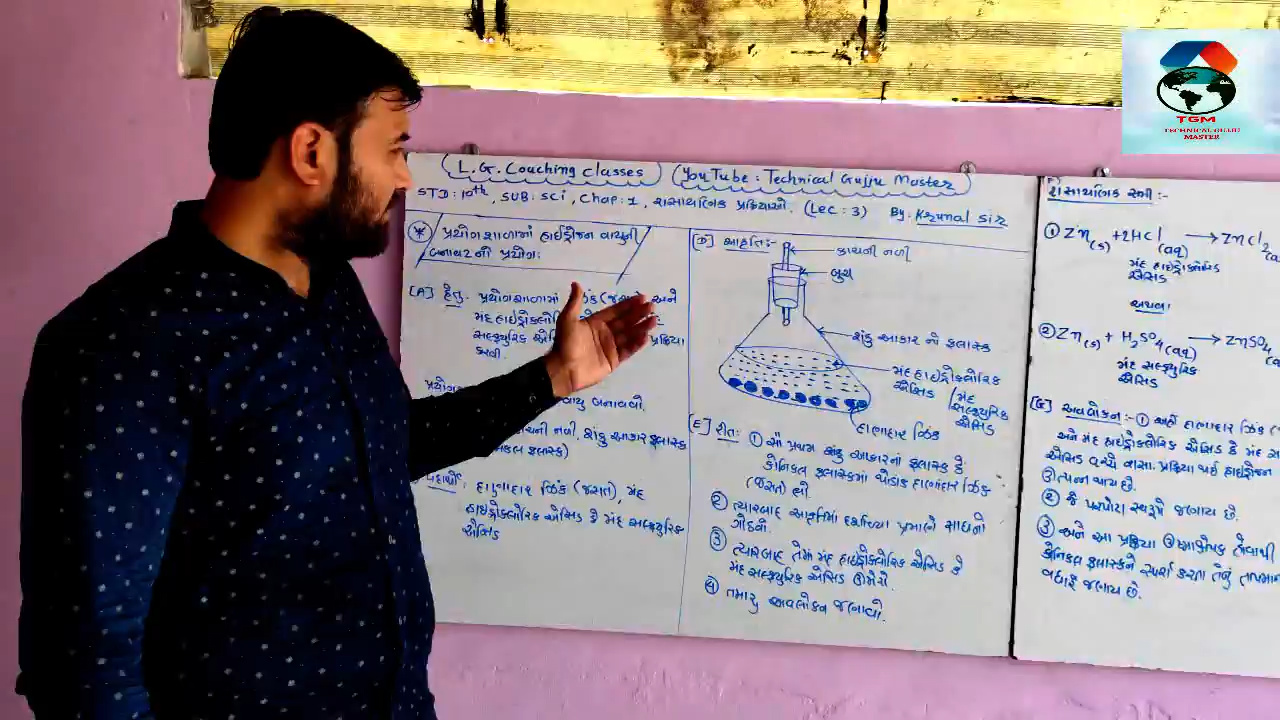 L.G. Couching classes
YouTube : Technical Gujju Master
STD : 10th, SUB : SCI, Chap : 1, રાસાયણિક પ્રક્રિયાઓ. (Lec : 3) By. Krunal Sir
પ્રયોગશાળામાં હાઈડ્રોજન વાયુની
બનાવટનો પ્રયોગ:
[A] હેતુ:- પ્રયોગશાળામાં અને
મંદ હાઈડ્રોક્લોરિક
સલ્ફ્યુરિક પ્રક્રિયા
કરવી.
વાયુ બનાવવો.
કાચની નળી, શંકુ આકાર ફ્લાસ્ક
ફ્લાસ્ક)
પદાર્થો: હાણાદાર ઝિંક (જસત), મંદ
હાઈડ્રોક્લોરિક એસિડ કે મંદ સલ્ફ્યુરિક
એસિડ
[D] આકૃતિ:-
કાચની નળી
બુચ
શંકુ આકાર નો ફ્લાસ્ક
મંદ હાઈડ્રોક્લોરિક
એસિડ / મંદ
સલ્ફ્યુરિક
એસિડ
હાણાદાર ઝિંક
[E] રીત: ① સૌ પ્રથમ શંકુ આકારનો ફ્લાસ્ક કે
કોનિકલ ફ્લાસ્કમાં થોડાક હાણાદાર ઝિંક
(જસત) લો.
② ત્યારબાદ આકૃતિમાં દર્શાવ્યા પ્રમાણે સાધનો
ગોઠવો.
③ ત્યારબાદ તેમાં મંદ હાઈડ્રોક્લોરિક એસિડ કે
મંદ સલ્ફ્યુરિક એસિડ ઉમેરો
④ તમારુ અવલોકન જણાવો.
રાસાયણિક સમી :-
① Zn(s) + 2HCl(aq) → ZnCl2
મંદ હાઈડ્રોક્લોરિક
એસિડ
અથવા
② Zn(s) + H2SO4(aq) → ZnSO4
મંદ સલ્ફ્યુરિક
એસિડ
અવલોકન :- ① અહીં હાણાદાર ઝિંક
અને મંદ હાઈડ્રોક્લોરિક એસિડ કે મંદ
એસિડ વચ્ચે પ્રક્રિયા થઈ હાઈડ્રોજન
ઉત્પન્ન થાય છે.
② જે પરપોટા સ્વરૂપે જણાય છે.
③ અને આ પ્રક્રિયા ઉષ્માક્ષેપક હોવાથી
કોનિકલ ફ્લાસ્કને સ્પર્શ કરતા તેનું તાપમાન
વધારે જણાય છે.
TGM
TECHNICAL GUJJU
MASTER